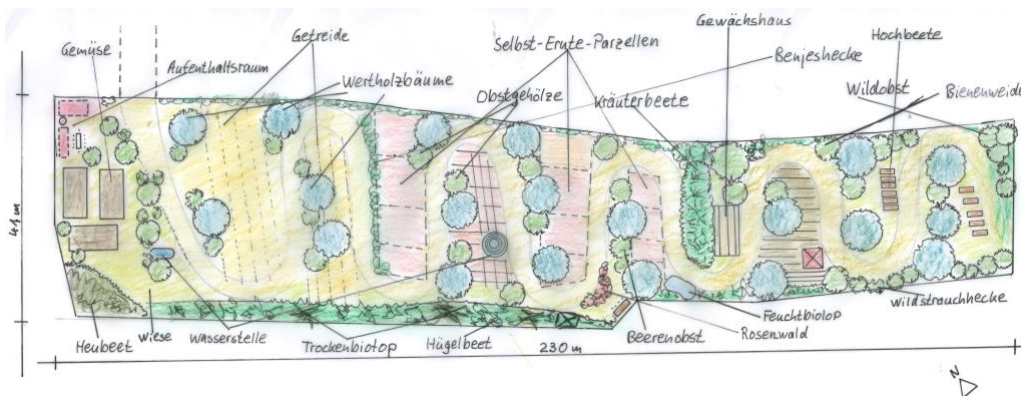 Gemüse
Aufenthaltsraum
Getreide
Wertholzbäume
Obstgehölze
Selbst-Ernte-Parzellen
Benjeshecke
Kräuterbeete
Gewächshaus
Hochbeete
Wildobst
Bienenweide
41 m
Heubeet
Wiese
Wasserstelle
Trockenbiotop
Hügelbeet
230 m
Beerenobst
Rosenwald
Feuchtbiotop
Wildstrauchhecke
N